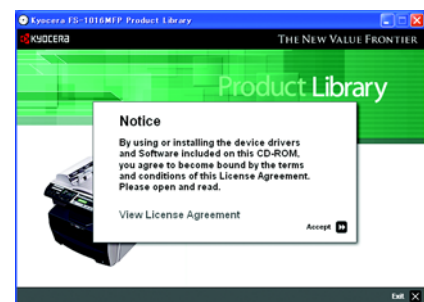 Kyocera FS-1016MFP Product Library
KYOCERA THE NEW VALUE FRONTIER
Product Library
Notice
By using or installing the device drivers
and Software included on this CD-ROM,
you agree to become bound by the terms
and conditions of this License Agreement.
Please open and read.
View License Agreement
Accept
Exit